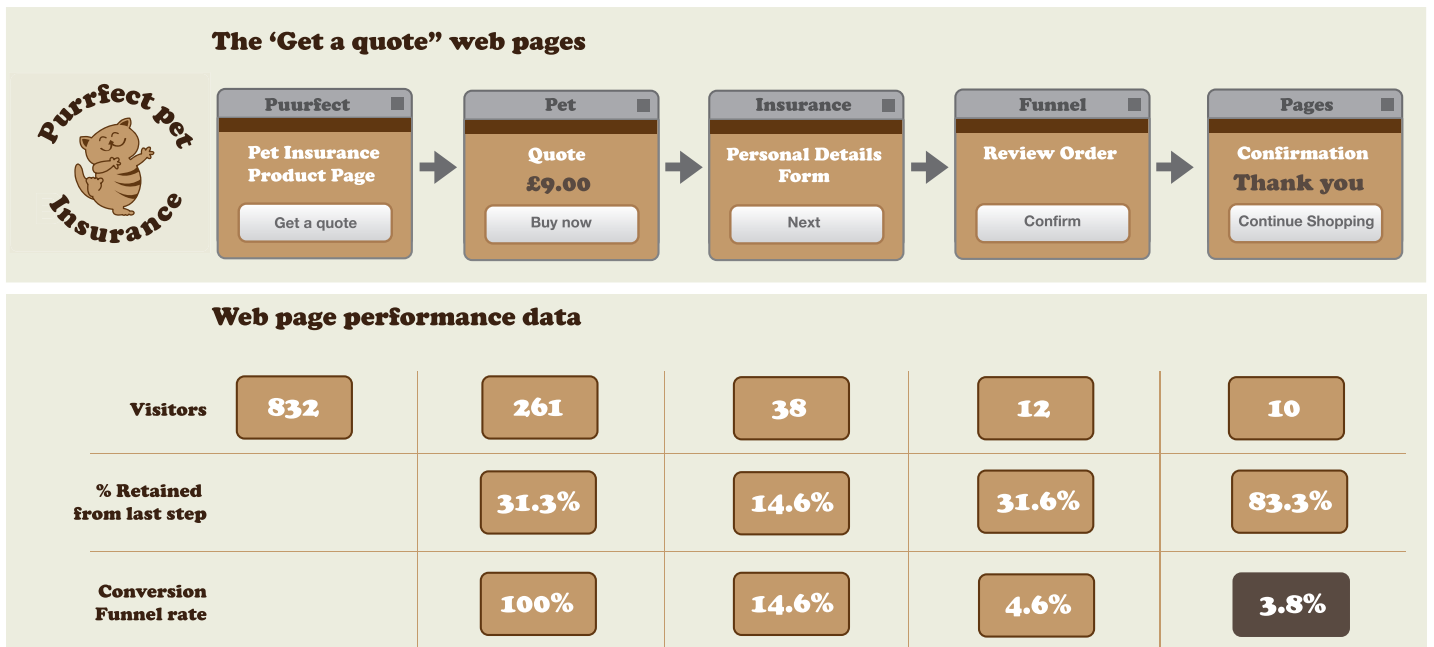 The ‘Get a quote” web pages
Purrfect pet
Insurance
Puurfect
Pet
Insurance
Funnel
Pages
Pet Insurance
Product Page
Get a quote
Quote
£9.00
Buy now
Personal Details
Form
Next
Review Order
Confirm
Confirmation
Thank you
Continue Shopping
Web page performance data
Visitors
832
261
38
12
10
% Retained
from last step
31.3%
14.6%
31.6%
83.3%
Conversion
Funnel rate
100%
14.6%
4.6%
3.8%